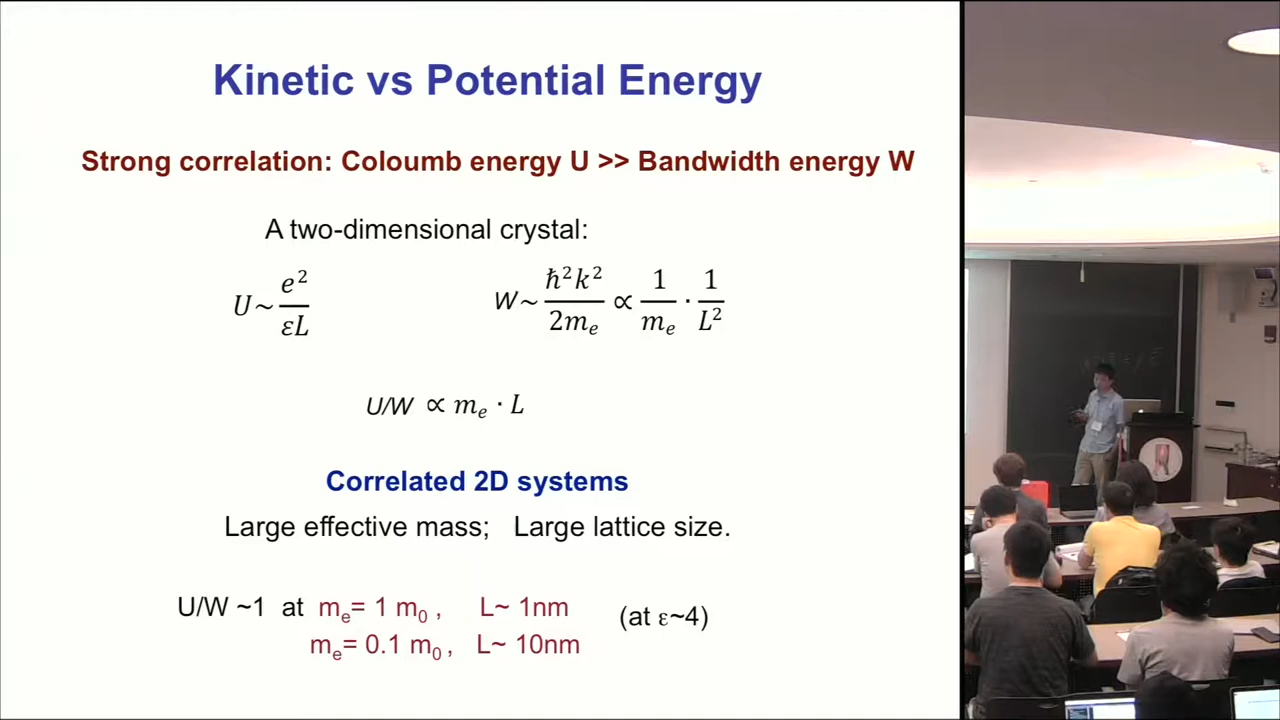 Kinetic vs Potential Energy
Strong correlation: Coloumb energy U >> Bandwidth energy W
A two-dimensional crystal:
U~e²/εL W~ħ²k²/2mₑ ∝ 1/mₑ · 1/L²
U/W ∝ mₑ · L
Correlated 2D systems
Large effective mass; Large lattice size.
U/W ~1 at mₑ= 1 m₀ , L~ 1nm (at ε~4)
mₑ= 0.1 m₀ , L~ 10nm